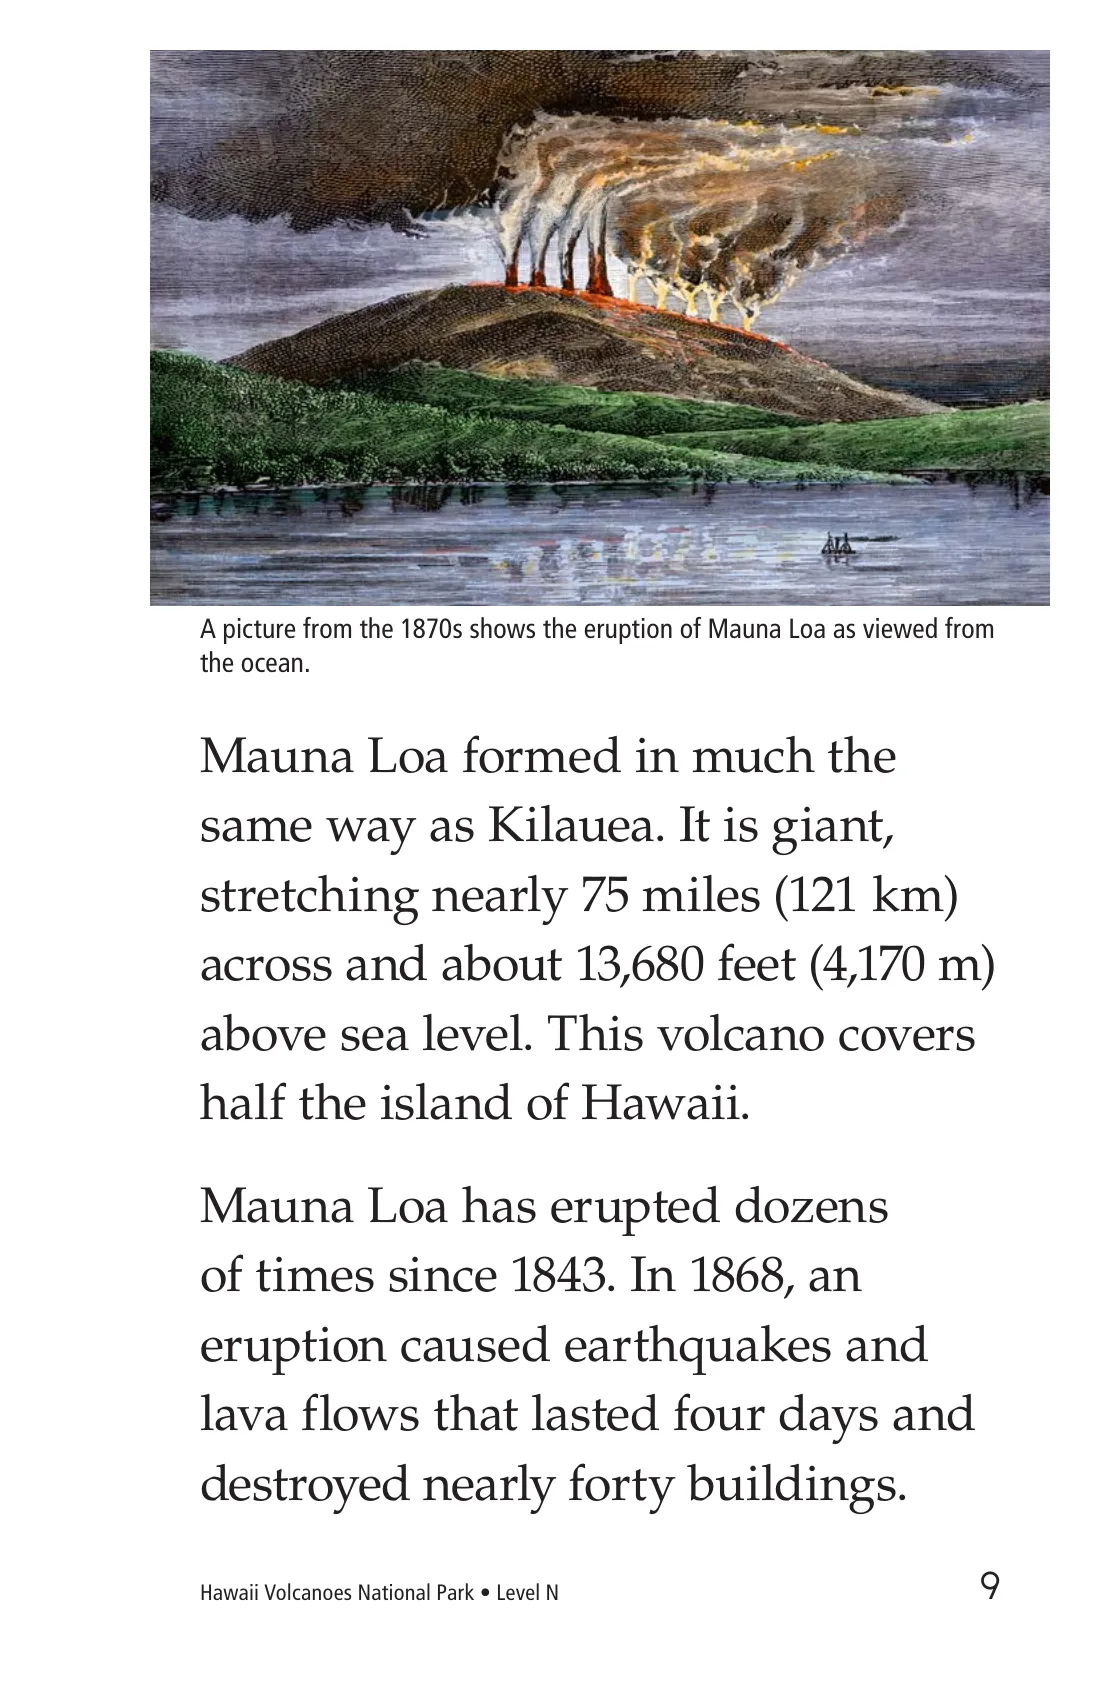 A picture from the 1870s shows the eruption of Mauna Loa as viewed from
the ocean.
Mauna Loa formed in much the
same way as Kilauea. It is giant,
stretching nearly 75 miles (121 km)
across and about 13,680 feet (4,170 m)
above sea level. This volcano covers
half the island of Hawaii.
Mauna Loa has erupted dozens
of times since 1843. In 1868, an
eruption caused earthquakes and
lava flows that lasted four days and
destroyed nearly forty buildings.
Hawaii Volcanoes National Park • Level N
9